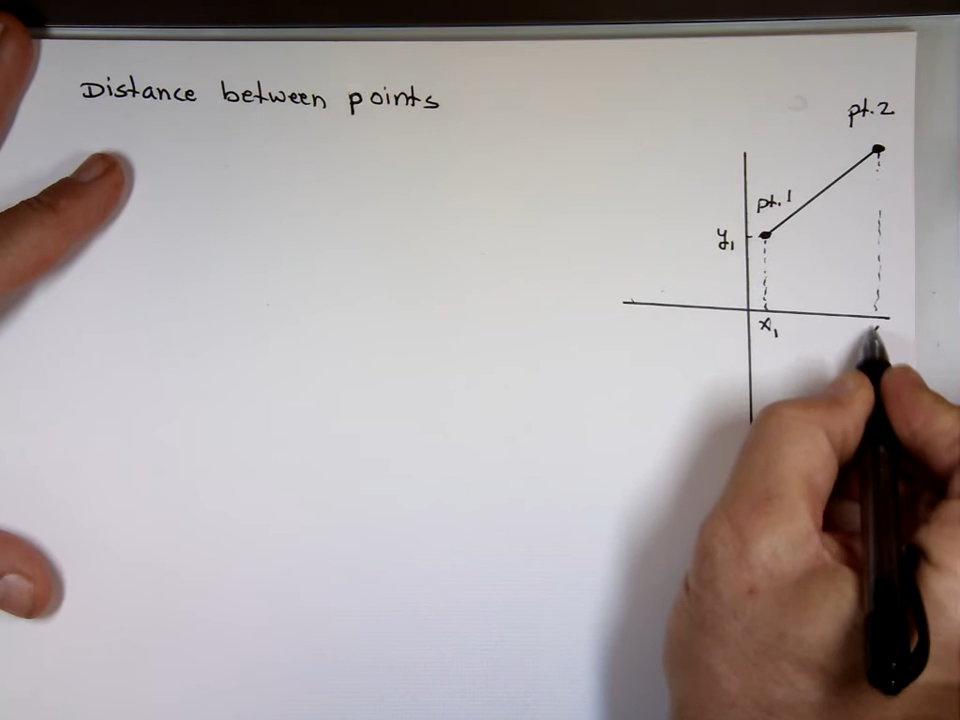 Distance between points
pt.2
pt.1
y₁
x₁